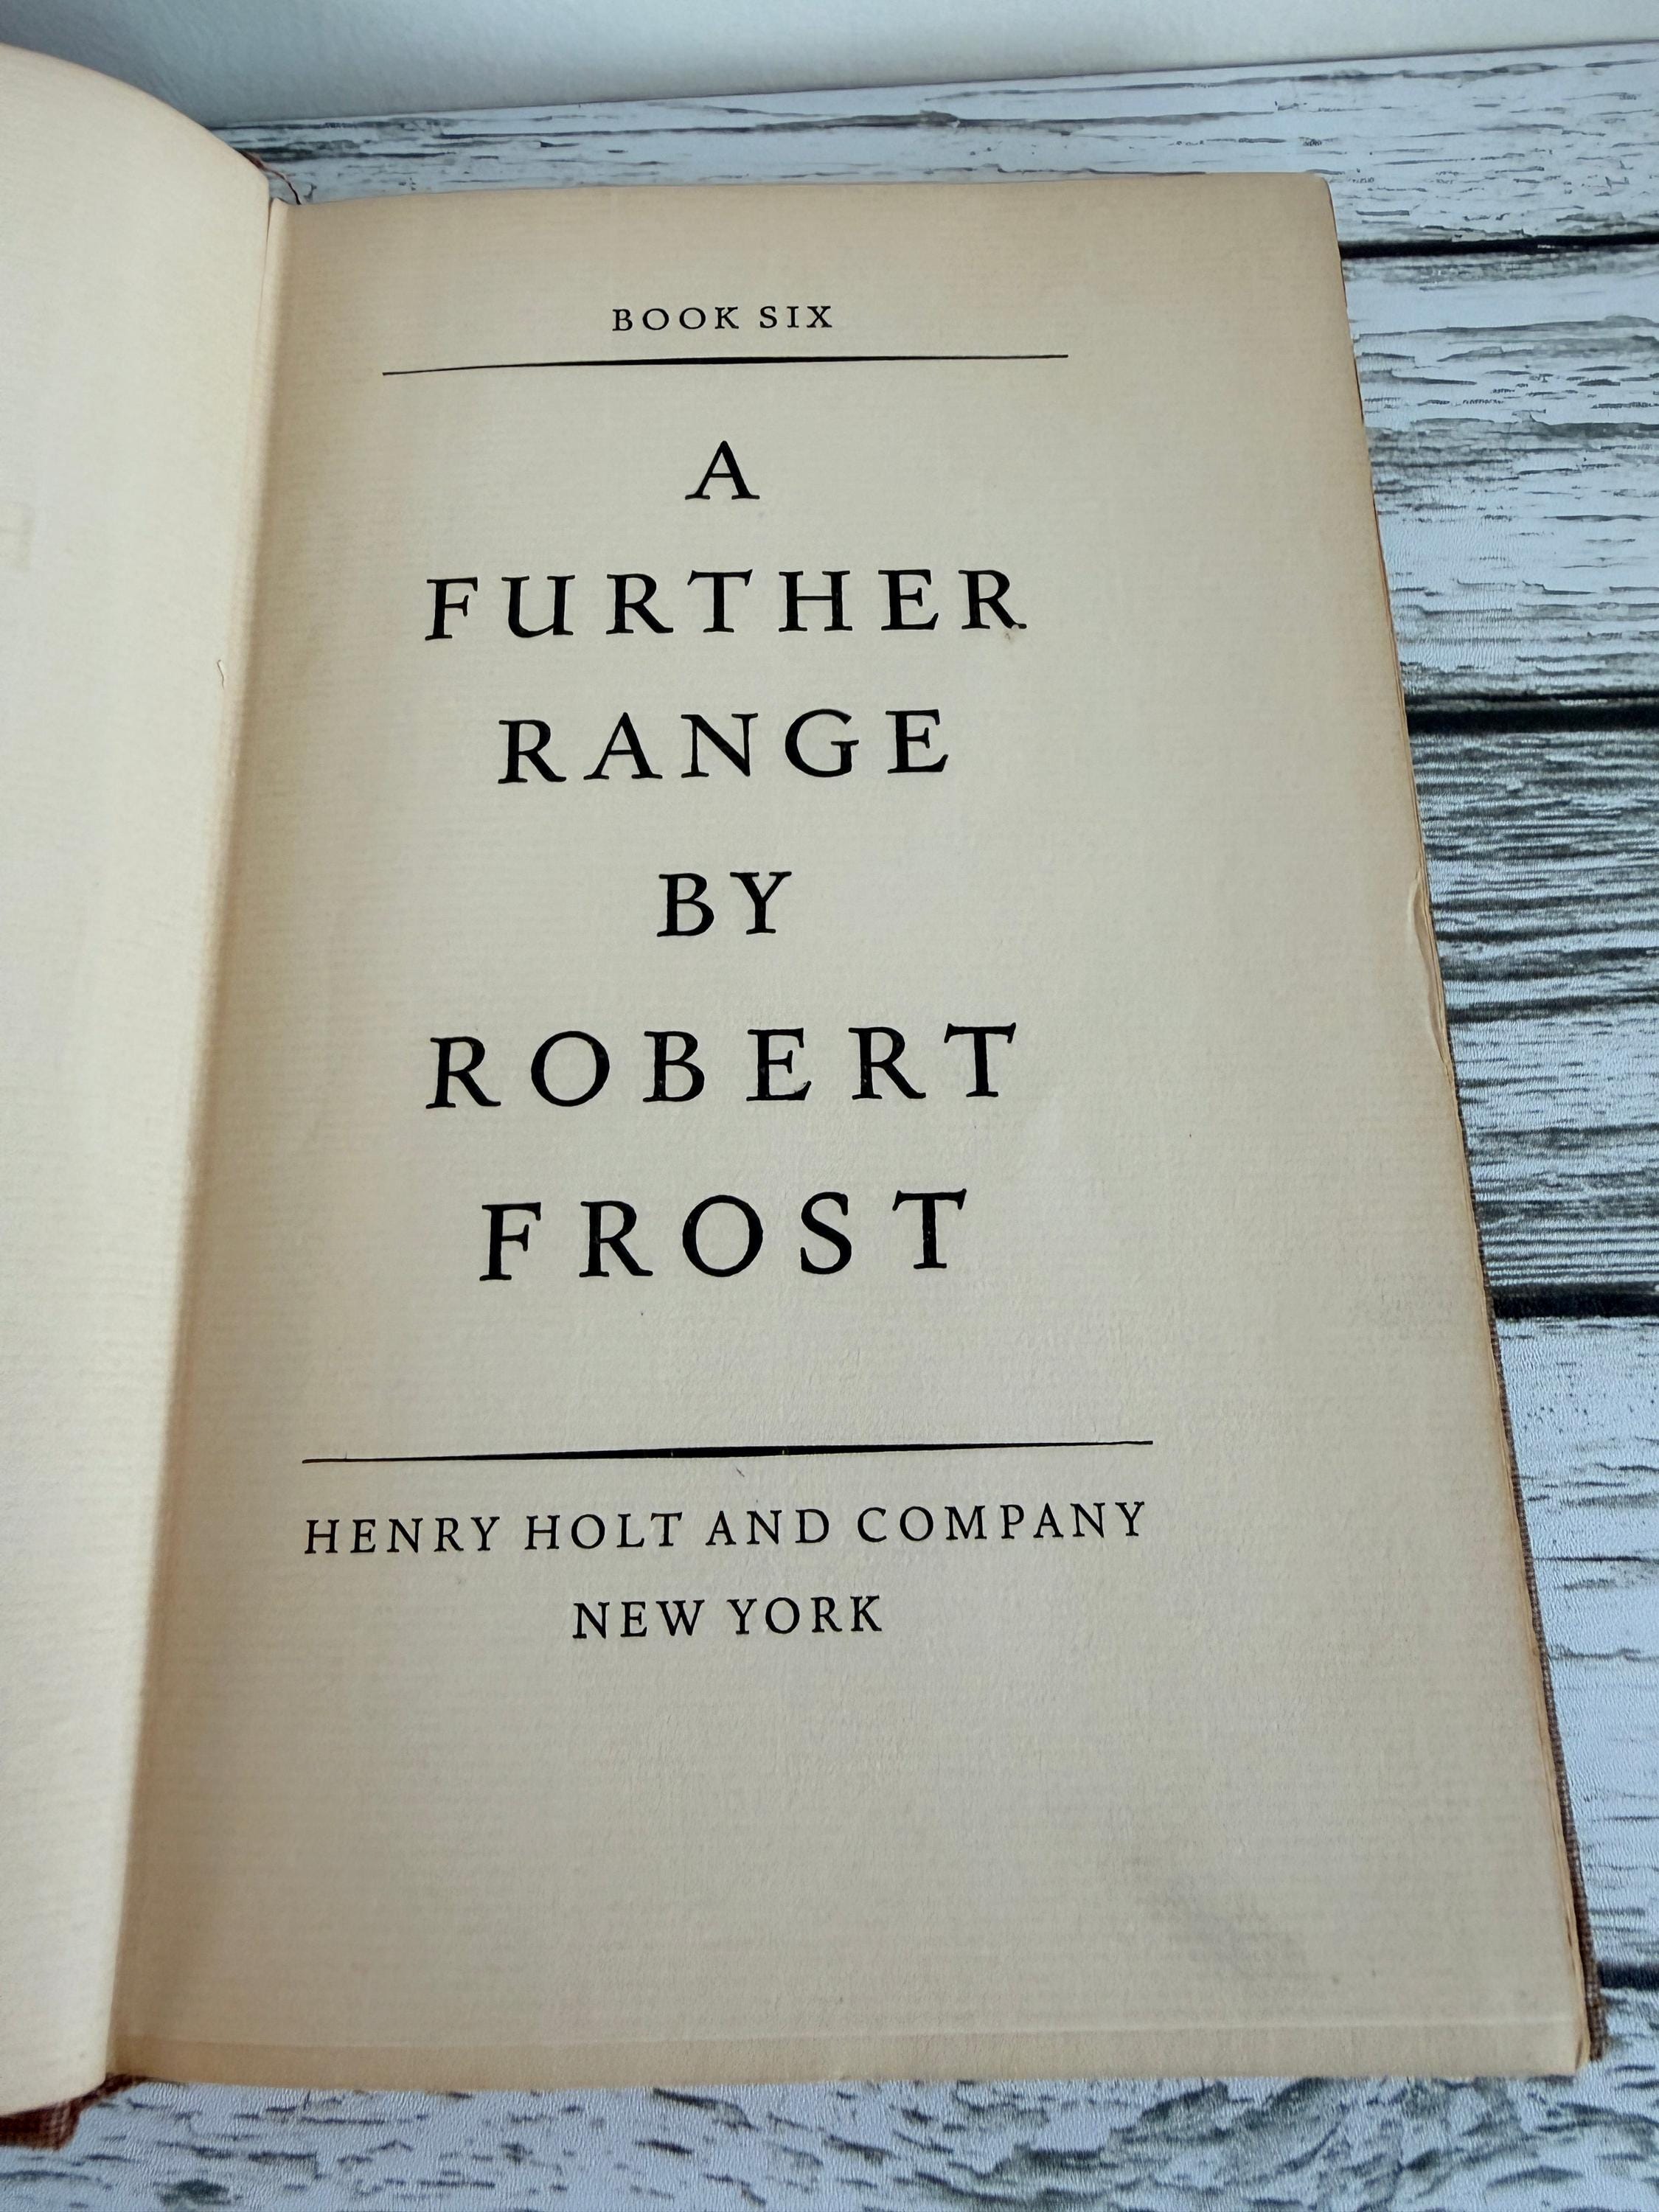 BOOK SIX
A
FURTHER
RANGE
BY
ROBERT
FROST
HENRY HOLT AND COMPANY
NEW YORK